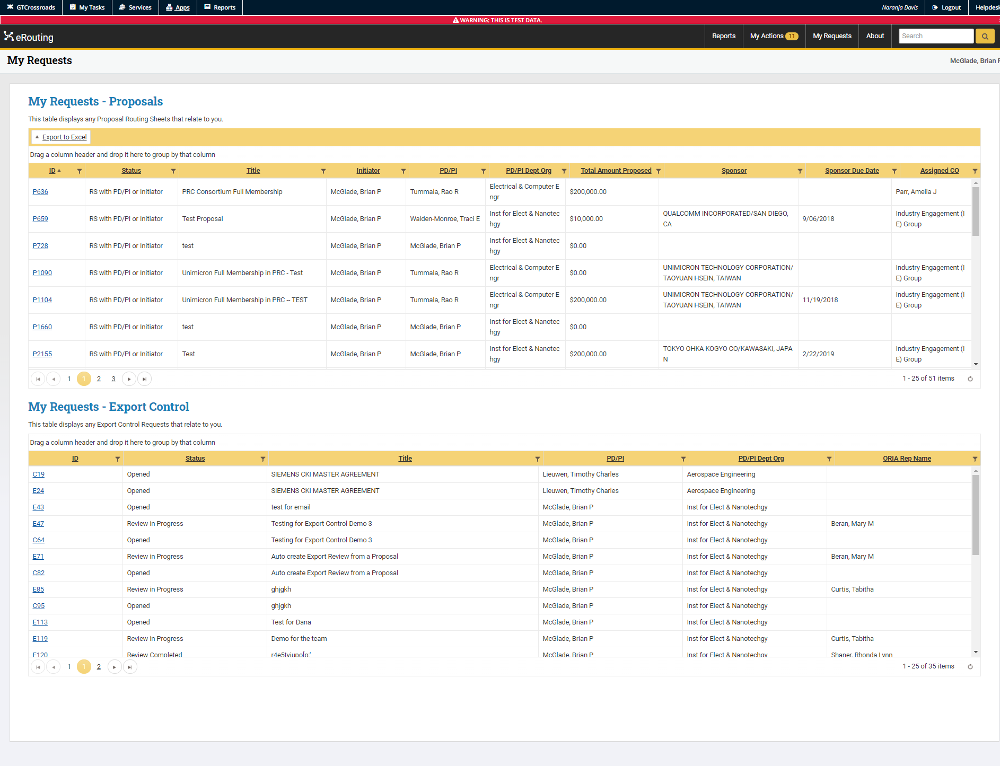 GTCrossroads My Tasks Services Apps Reports Naranja Davis Logout Helpdesk
WARNING: THIS IS TEST DATA.
eRouting Reports My Actions 11 My Requests About Search
My Requests McGlade, Brian P
My Requests - Proposals
This table displays any Proposal Routing Sheets that relate to you.
Export to Excel
Drag a column header and drop it here to group by that column
ID Status Title Initiator PD/PI PD/PI Dept Org Total Amount Proposed Sponsor Sponsor Due Date Assigned CO
P636 RS with PD/PI or Initiator PRC Consortium Full Membership McGlade, Brian P Tummala, Rao R Electrical & Computer E
ngr $200,000.00 Parr, Amelia J
P659 RS with PD/PI or Initiator Test Proposal McGlade, Brian P Walden-Monroe, Traci E Inst for Elect & Nanotec
hgy $10,000.00 QUALCOMM INCORPORATED/SAN DIEGO,
CA 9/06/2018 Industry Engagement (I
E) Group
P728 RS with PD/PI or Initiator test McGlade, Brian P McGlade, Brian P Inst for Elect & Nanotec
hgy $0.00
P1090 RS with PD/PI or Initiator Unimicron Full Membership in PRC - Test McGlade, Brian P Tummala, Rao R Electrical & Computer E
ngr $0.00 UNIMICRON TECHNOLOGY CORPORATION/
TAOYUAN HSEIN, TAIWAN Industry Engagement (I
E) Group
P1104 RS with PD/PI or Initiator Unimicron Full Membership in PRC -- TEST McGlade, Brian P Tummala, Rao R Electrical & Computer E
ngr $200,000.00 UNIMICRON TECHNOLOGY CORPORATION/
TAOYUAN HSEIN, TAIWAN 11/19/2018 Industry Engagement (I
E) Group
P1660 RS with PD/PI or Initiator test McGlade, Brian P McGlade, Brian P Inst for Elect & Nanotec
hgy $0.00
P2155 RS with PD/PI or Initiator Test McGlade, Brian P McGlade, Brian P Inst for Elect & Nanotec
hgy $200,000.00 TOKYO OHKA KOGYO CO/KAWASAKI, JAPA
N 2/22/2019 Industry Engagement (I
E) Group
1 1 2 3 1 - 25 of 51 items
My Requests - Export Control
This table displays any Export Control Requests that relate to you.
Drag a column header and drop it here to group by that column
ID Status Title PD/PI PD/PI Dept Org ORIA Rep Name
C19 Opened SIEMENS CKI MASTER AGREEMENT Lieuwen, Timothy Charles Aerospace Engineering
E24 Opened SIEMENS CKI MASTER AGREEMENT Lieuwen, Timothy Charles Aerospace Engineering
E43 Opened test for email McGlade, Brian P Inst for Elect & Nanotechgy
E47 Review in Progress Testing for Export Control Demo 3 McGlade, Brian P Inst for Elect & Nanotechgy Beran, Mary M
C64 Opened Testing for Export Control Demo 3 McGlade, Brian P Inst for Elect & Nanotechgy
E71 Review in Progress Auto create Export Review from a Proposal McGlade, Brian P Inst for Elect & Nanotechgy Beran, Mary M
C82 Opened Auto create Export Review from a Proposal McGlade, Brian P Inst for Elect & Nanotechgy
E85 Review in Progress ghjgkh McGlade, Brian P Inst for Elect & Nanotechgy Curtis, Tabitha
C95 Opened ghjgkh McGlade, Brian P Inst for Elect & Nanotechgy
E113 Opened Test for Dana McGlade, Brian P Inst for Elect & Nanotechgy
E119 Review in Progress Demo for the team McGlade, Brian P Inst for Elect & Nanotechgy Curtis, Tabitha
E120 Review Completed McGlade, Brian P Inst for Elect & Nanotechgy Shaner, Rhonda Lynn
1 1 2 1 - 25 of 35 items